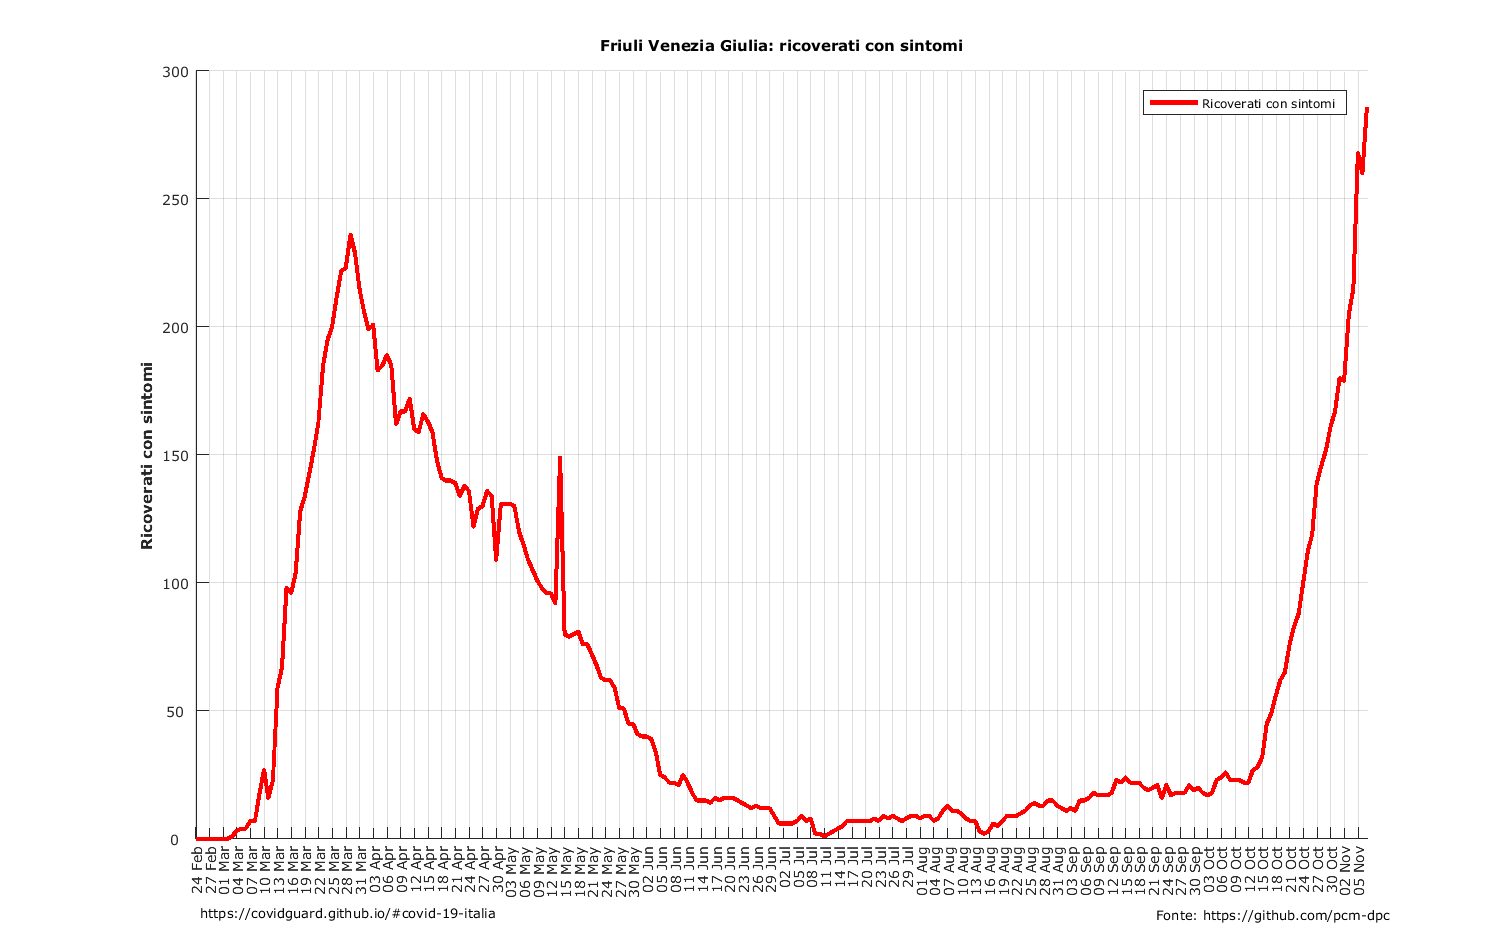 Friuli Venezia Giulia: ricoverati con sintomi
300
250
200
150
100
50
0
Ricoverati con sintomi
Ricoverati con sintomi
24 Feb
27 Feb
01 Mar
04 Mar
07 Mar
10 Mar
13 Mar
16 Mar
19 Mar
22 Mar
25 Mar
28 Mar
31 Mar
03 Apr
06 Apr
09 Apr
12 Apr
15 Apr
18 Apr
21 Apr
24 Apr
27 Apr
30 Apr
03 May
06 May
09 May
12 May
15 May
18 May
21 May
24 May
27 May
30 May
02 Jun
05 Jun
08 Jun
11 Jun
14 Jun
17 Jun
20 Jun
23 Jun
26 Jun
29 Jun
02 Jul
05 Jul
08 Jul
11 Jul
14 Jul
17 Jul
20 Jul
23 Jul
26 Jul
29 Jul
01 Aug
04 Aug
07 Aug
10 Aug
13 Aug
16 Aug
19 Aug
22 Aug
25 Aug
28 Aug
31 Aug
03 Sep
06 Sep
09 Sep
12 Sep
15 Sep
18 Sep
21 Sep
24 Sep
27 Sep
30 Sep
03 Oct
06 Oct
09 Oct
12 Oct
15 Oct
18 Oct
21 Oct
24 Oct
27 Oct
30 Oct
02 Nov
05 Nov
https://covidguard.github.io/#covid-19-italia
Fonte: https://github.com/pcm-dpc